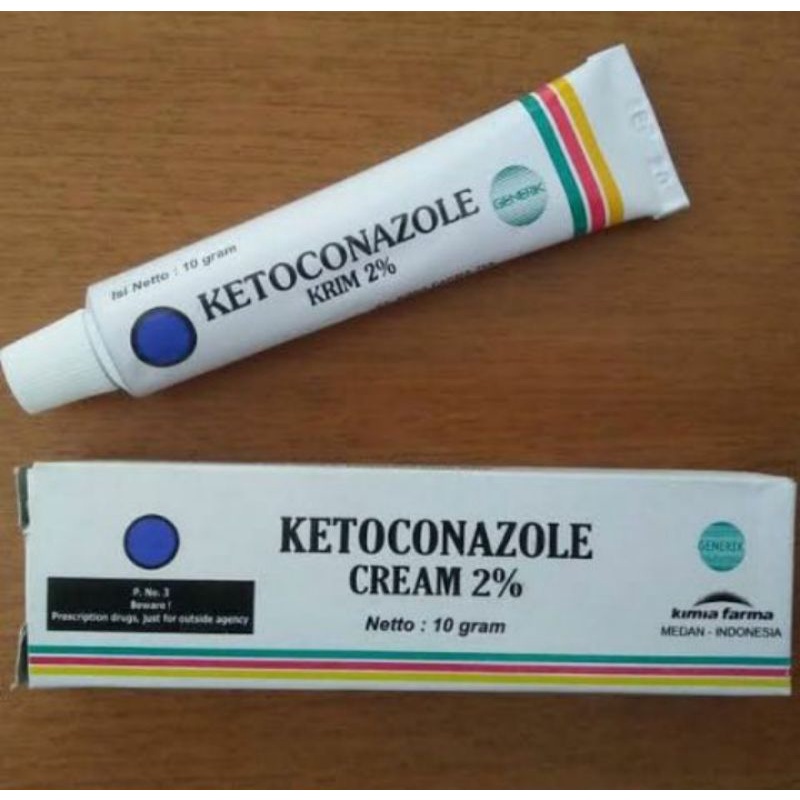 Isi Netto : 10 gram
KETOCONAZOLE
KRIM 2%
GENERIK
KETOCONAZOLE
CREAM 2%
Netto : 10 gram
P. No. 3
Beware !
Prescription drugs, just for outside agency
GENERIK
kimia farma
MEDAN - INDONESIA